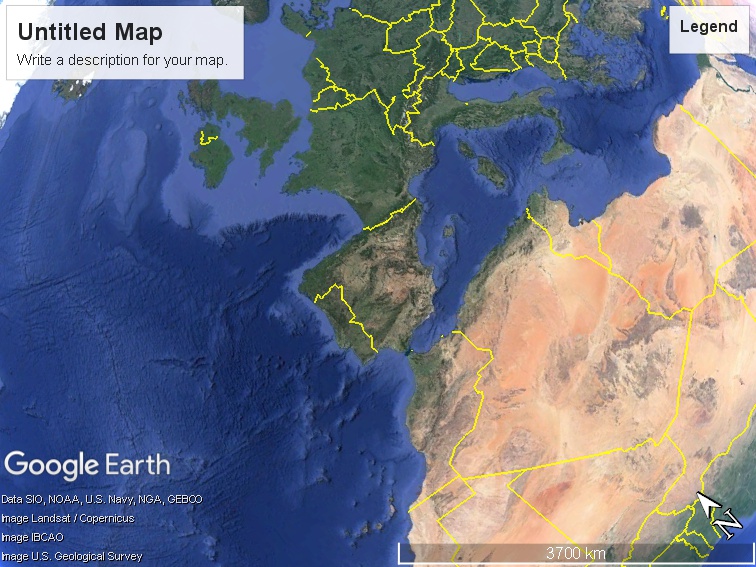 Untitled Map
Write a description for your map.
Legend
Google Earth
Data SIO, NOAA, U.S. Navy, NGA, GEBCO
Image Landsat / Copernicus
Image IBCAO
Image U.S. Geological Survey
3700 km
N